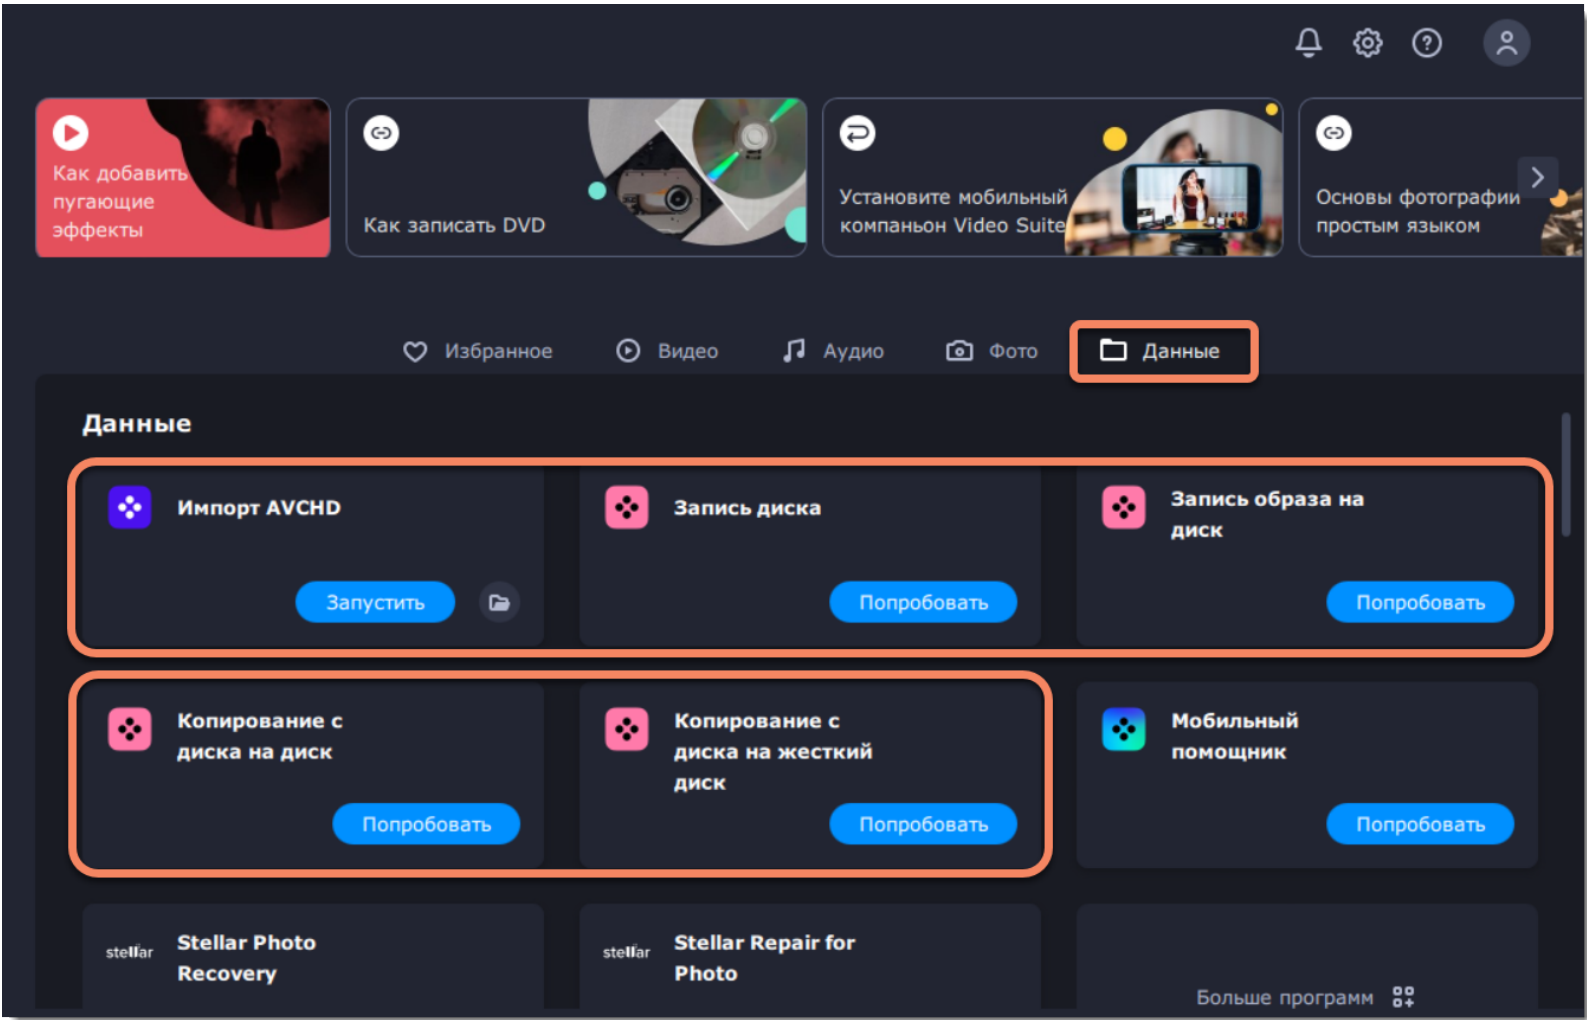 Как добавить
пугающие
эффекты
Как записать DVD
Установите мобильный
компаньон Video Suite
Основы фотографии
простым языком
Избранное
Видео
Аудио
Фото
Данные
Данные
Импорт AVCHD
Запустить
Запись диска
Попробовать
Запись образа на
диск
Попробовать
Копирование с
диска на диск
Попробовать
Копирование с
диска на жесткий
диск
Попробовать
Мобильный
помощник
Попробовать
stellar
Stellar Photo
Recovery
stellar
Stellar Repair for
Photo
Больше программ